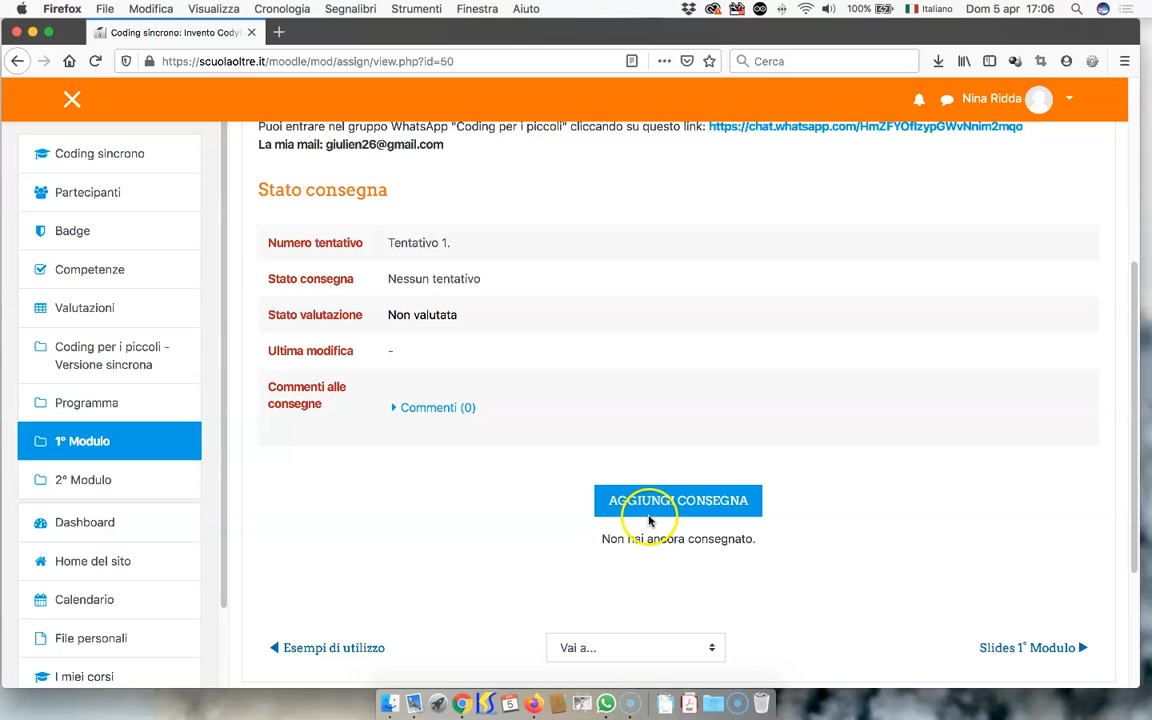 Firefox File Modifica Visualizza Cronologia Segnalibri Strumenti Finestra Aiuto 100% Italiano Dom 5 apr 17:06
Coding sincrono: Invento Cody
https://scuolaoltre.it/moodle/mod/assign/view.php?id=50
Cerca
Nina Ridda
Puoi entrare nel gruppo WhatsApp "Coding per i piccoli" cliccando su questo link:
La mia mail: giulien26@gmail.com
Coding sincrono
Partecipanti
Badge
Competenze
Valutazioni
Coding per i piccoli -
Versione sincrona
Programma
1° Modulo
2° Modulo
Dashboard
Home del sito
Calendario
File personali
I miei corsi
Stato consegna
Numero tentativo Tentativo 1.
Stato consegna Nessun tentativo
Stato valutazione Non valutata
Ultima modifica -
Commenti alle
consegne
Commenti (0)
AGGIUNGI CONSEGNA
Non hai ancora consegnato.
Esempi di utilizzo
Vai a...
Slides 1° Modulo
5